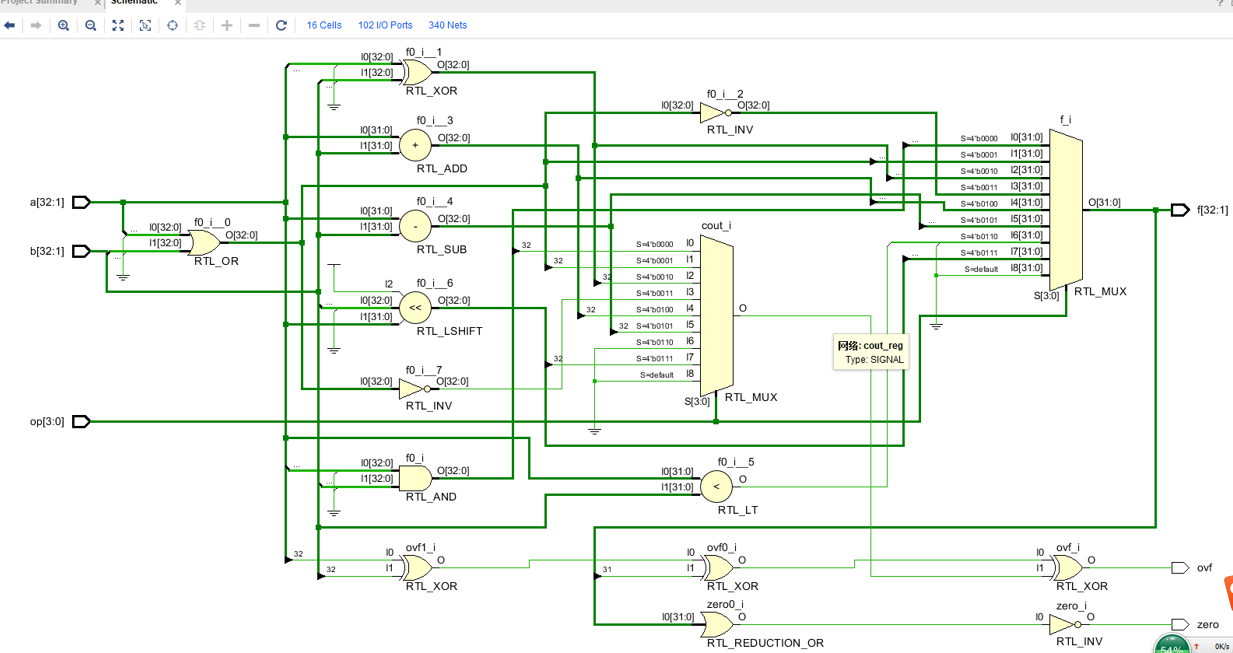 Project Summary × Schematic ×
16 Cells 102 I/O Ports 340 Nets
f0_i__1
I0[32:0]
I1[32:0]
O[32:0]
RTL_XOR
f0_i__2
I0[32:0]
O[32:0]
RTL_INV
f0_i__3
I0[31:0]
I1[31:0]
+
O[32:0]
RTL_ADD
f_i
S=4'b0000 I0[31:0]
S=4'b0001 I1[31:0]
S=4'b0010 I2[31:0]
S=4'b0011 I3[31:0]
S=4'b0100 I4[31:0]
S=4'b0101 I5[31:0]
S=4'b0110 I6[31:0]
S=4'b0111 I7[31:0]
S=default I8[31:0]
S[3:0]
O[31:0]
RTL_MUX
f[32:1]
a[32:1]
b[32:1]
f0_i__0
I0[32:0]
I1[32:0]
O[32:0]
RTL_OR
f0_i__4
I0[31:0]
I1[31:0]
-
O[32:0]
RTL_SUB
cout_i
32 S=4'b0000 I0
32 S=4'b0001 I1
32 S=4'b0010 I2
S=4'b0011 I3
32 S=4'b0100 I4
32 S=4'b0101 I5
S=4'b0110 I6
32 S=4'b0111 I7
S=default I8
S[3:0]
O
RTL_MUX
网络: cout_reg
Type: SIGNAL
f0_i__6
I2
I0[32:0]
I1[31:0]
<<
O[32:0]
RTL_LSHIFT
f0_i__7
I0[32:0]
O[32:0]
RTL_INV
op[3:0]
f0_i
I0[32:0]
I1[32:0]
O[32:0]
RTL_AND
f0_i__5
I0[31:0]
I1[31:0]
<
O
RTL_LT
ovf1_i
32 I0
32 I1
O
RTL_XOR
ovf0_i
I0
31 I1
O
RTL_XOR
ovf_i
I0
I1
O
RTL_XOR
ovf
zero0_i
I0[31:0]
O
RTL_REDUCTION_OR
zero_i
I0
O
RTL_INV
zero
54%
0K/s